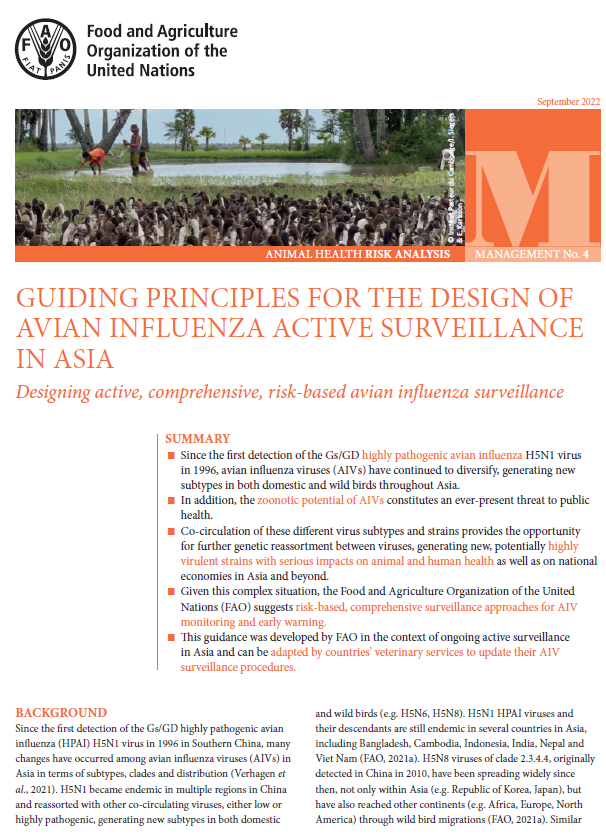 FAO
FIAT PANIS
Food and Agriculture
Organization of the
United Nations
September 2022
© Institut Pasteur du Cambodge/J. Siegers
& E. Karlsson
M
ANIMAL HEALTH RISK ANALYSIS
MANAGEMENT No. 4
GUIDING PRINCIPLES FOR THE DESIGN OF
AVIAN INFLUENZA ACTIVE SURVEILLANCE
IN ASIA
Designing active, comprehensive, risk-based avian influenza surveillance
SUMMARY
■ Since the first detection of the Gs/GD highly pathogenic avian influenza H5N1 virus
in 1996, avian influenza viruses (AIVs) have continued to diversify, generating new
subtypes in both domestic and wild birds throughout Asia.
■ In addition, the zoonotic potential of AIVs constitutes an ever-present threat to public
health.
■ Co-circulation of these different virus subtypes and strains provides the opportunity
for further genetic reassortment between viruses, generating new, potentially highly
virulent strains with serious impacts on animal and human health as well as on national
economies in Asia and beyond.
■ Given this complex situation, the Food and Agriculture Organization of the United
Nations (FAO) suggests risk-based, comprehensive surveillance approaches for AIV
monitoring and early warning.
■ This guidance was developed by FAO in the context of ongoing active surveillance
in Asia and can be adapted by countries' veterinary services to update their AIV
surveillance procedures.
BACKGROUND
Since the first detection of the Gs/GD highly pathogenic avian
influenza (HPAI) H5N1 virus in 1996 in Southern China, many
changes have occurred among avian influenza viruses (AIVs) in
Asia in terms of subtypes, clades and distribution (Verhagen et
al., 2021). H5N1 became endemic in multiple regions in China
and reassorted with other co-circulating viruses, either low or
highly pathogenic, generating new subtypes in both domestic
and wild birds (e.g. H5N6, H5N8). H5N1 HPAI viruses and
their descendants are still endemic in several countries in Asia,
including Bangladesh, Cambodia, Indonesia, India, Nepal and
Viet Nam (FAO, 2021a). H5N8 viruses of clade 2.3.4.4, originally
detected in China in 2010, have been spreading widely since
then, not only within Asia (e.g. Republic of Korea, Japan), but
have also reached other continents (e.g. Africa, Europe, North
America) through wild bird migrations (FAO, 2021a). Similar